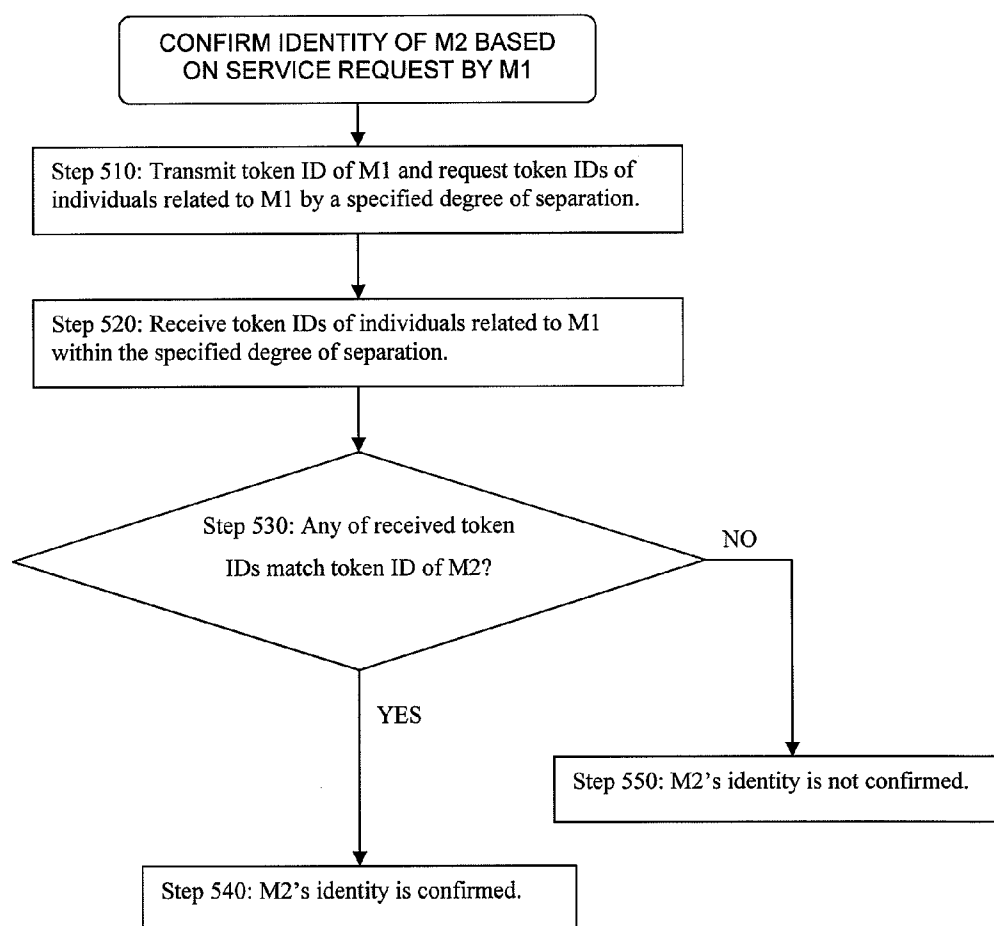 CONFIRM IDENTITY OF M2 BASED
ON SERVICE REQUEST BY M1
Step 510: Transmit token ID of M1 and request token IDs of
individuals related to M1 by a specified degree of separation.
Step 520: Receive token IDs of individuals related to M1
within the specified degree of separation.
Step 530: Any of received token
IDs match token ID of M2?
NO
YES
Step 550: M2's identity is not confirmed.
Step 540: M2's identity is confirmed.